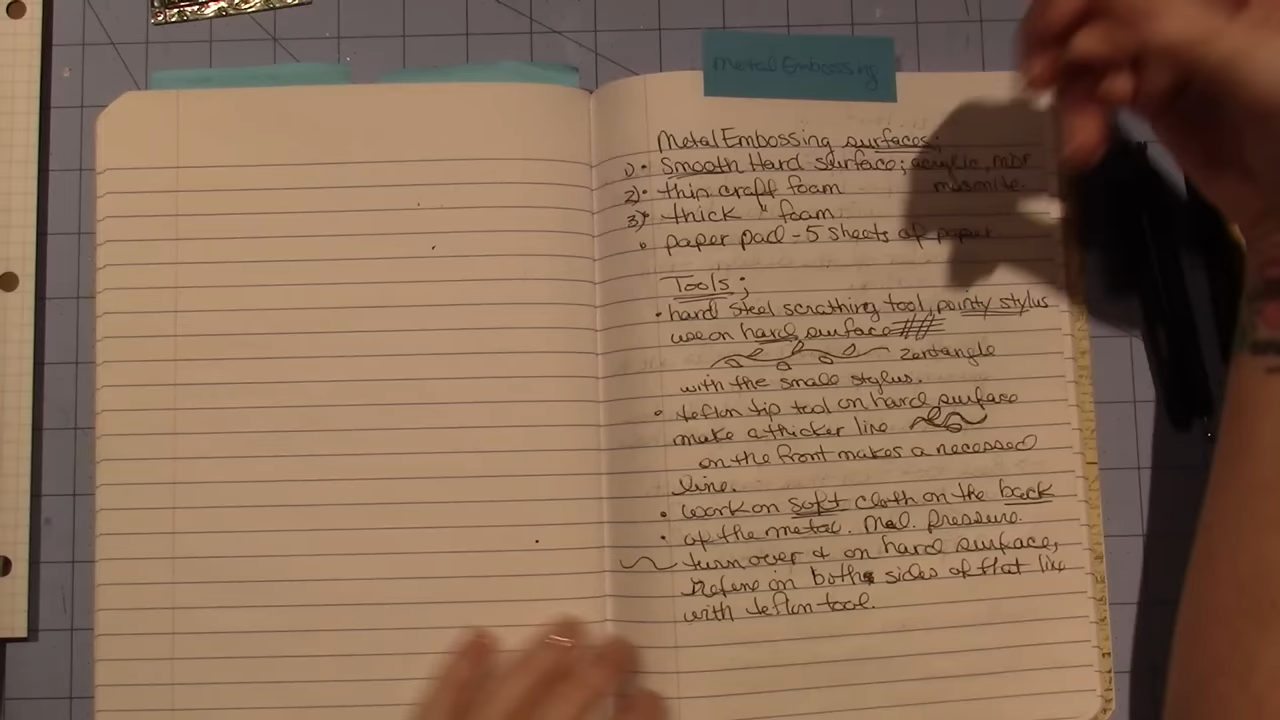 Metal Embossing
Metal Embossing surfaces;
1) • Smooth Hard surface; acrylic, MDF
masonite.
2) • thin craft foam
3) • thick " foam
• paper pad - 5 sheets of paper
Tools;
• hard steel scrathing tool, pointy stylus
use on hard surface
Zentangle
with the small stylus.
• teflon tip tool on hard surface
make a thicker line
on the front makes a recessed
line.
• work on soft cloth on the back
• of the metal. Med. Pressure.
turn over & on hard surface,
Refine on both sides of flat line
with teflon tool.